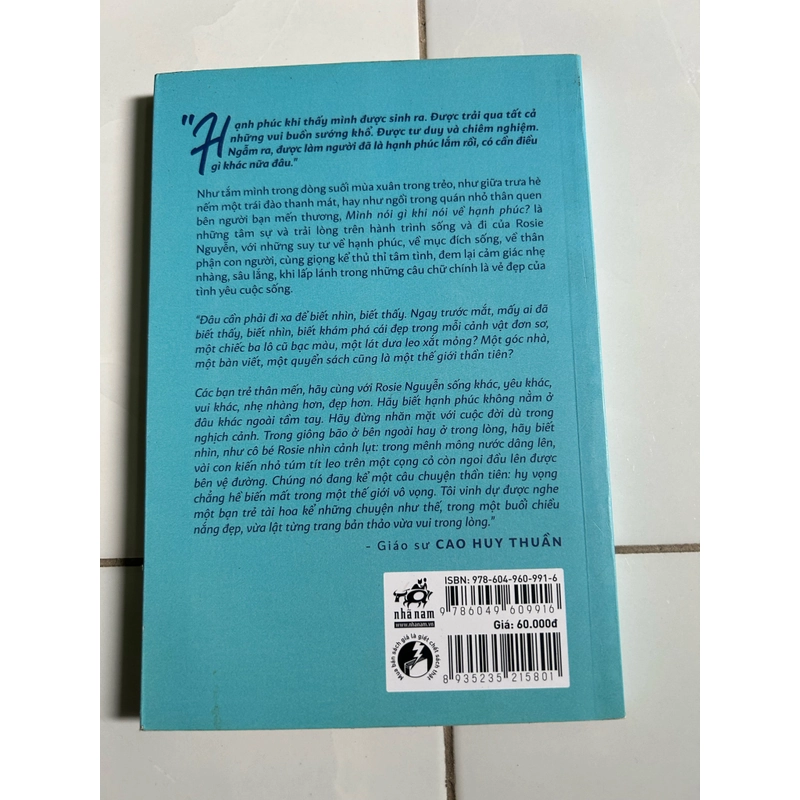 "Hạnh phúc khi thấy mình được sinh ra. Được trải qua tất cả
những vui buồn sướng khổ. Được tư duy và chiêm nghiệm.
Ngẫm ra, được làm người đã là hạnh phúc lắm rồi, có cần điều
gì khác nữa đâu."
Như tắm mình trong dòng suối mùa xuân trong trẻo, như giữa trưa hè
nếm một trái đào thanh mát, hay như ngồi trong quán nhỏ thân quen
bên người bạn mến thương, Mình nói gì khi nói về hạnh phúc? là
những tâm sự và trải lòng trên hành trình sống và đi của Rosie
Nguyễn, với những suy tư về hạnh phúc, về mục đích sống, về thân
phận con người, cùng giọng kể thủ thỉ tâm tình, đem lại cảm giác nhẹ
nhàng, sâu lắng, khi lấp lánh trong những câu chữ chính là vẻ đẹp của
tình yêu cuộc sống.
"Đâu cần phải đi xa để biết nhìn, biết thấy. Ngay trước mắt, mấy ai đã
biết thấy, biết nhìn, biết khám phá cái đẹp trong mỗi cảnh vật đơn sơ,
một chiếc ba lô cũ bạc màu, một lát dưa leo xắt mỏng? Một góc nhà,
một bàn viết, một quyển sách cũng là một thế giới thần tiên?
Các bạn trẻ thân mến, hãy cùng với Rosie Nguyễn sống khác, yêu khác,
vui khác, nhẹ nhàng hơn, đẹp hơn. Hãy biết hạnh phúc không nằm ở
đâu khác ngoài tầm tay. Hãy đừng nhăn mặt với cuộc đời dù trong
nghịch cảnh. Trong giông bão ở bên ngoài hay ở trong lòng, hãy biết
nhìn, như cô bé Rosie nhìn cảnh lụt: trong mênh mông nước dâng lên,
vài con kiến nhỏ túm tít leo trên một cọng cỏ còn ngoi đầu lên được
bên vệ đường. Chúng nó đang kể một câu chuyện thần tiên: hy vọng
chẳng hề biến mất trong một thế giới vô vọng. Tôi vinh dự được nghe
một bạn trẻ tài hoa kể những chuyện như thế, trong một buổi chiều
nắng đẹp, vừa lật từng trang bản thảo vừa vui trong lòng."
- Giáo sư CAO HUY THUẦN
ISBN: 978-604-960-991-6
9 786049 609916
Giá: 60.000đ
nhã nam
www.nhanam.vn
Mua bán sách giả là giết chết sách thật
8 935235 215801